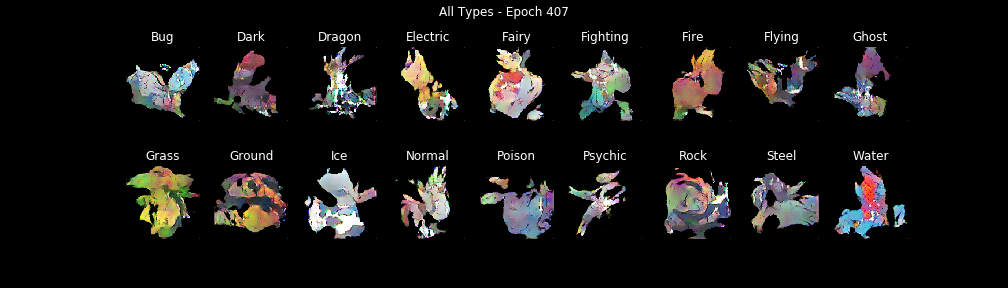 All Types - Epoch 407
Bug Dark Dragon Electric Fairy Fighting Fire Flying Ghost
Grass Ground Ice Normal Poison Psychic Rock Steel Water